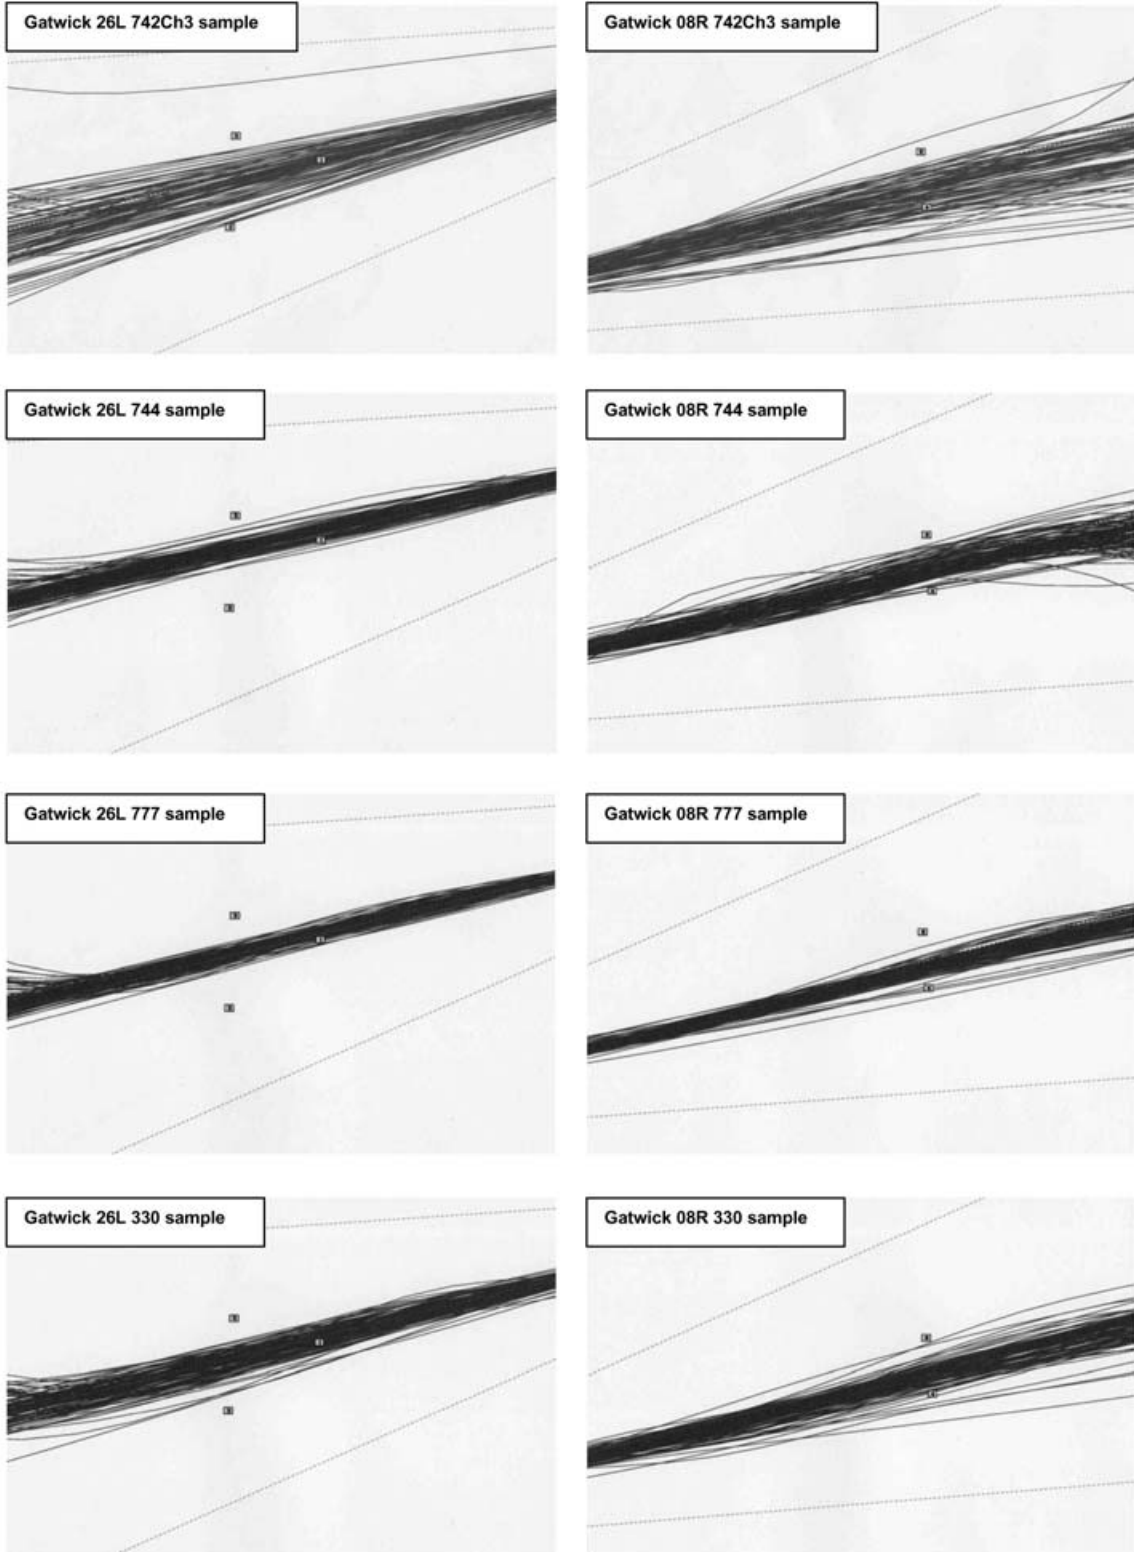 Gatwick 26L 742Ch3 sample
Gatwick 08R 742Ch3 sample
Gatwick 26L 744 sample
Gatwick 08R 744 sample
Gatwick 26L 777 sample
Gatwick 08R 777 sample
Gatwick 26L 330 sample
Gatwick 08R 330 sample